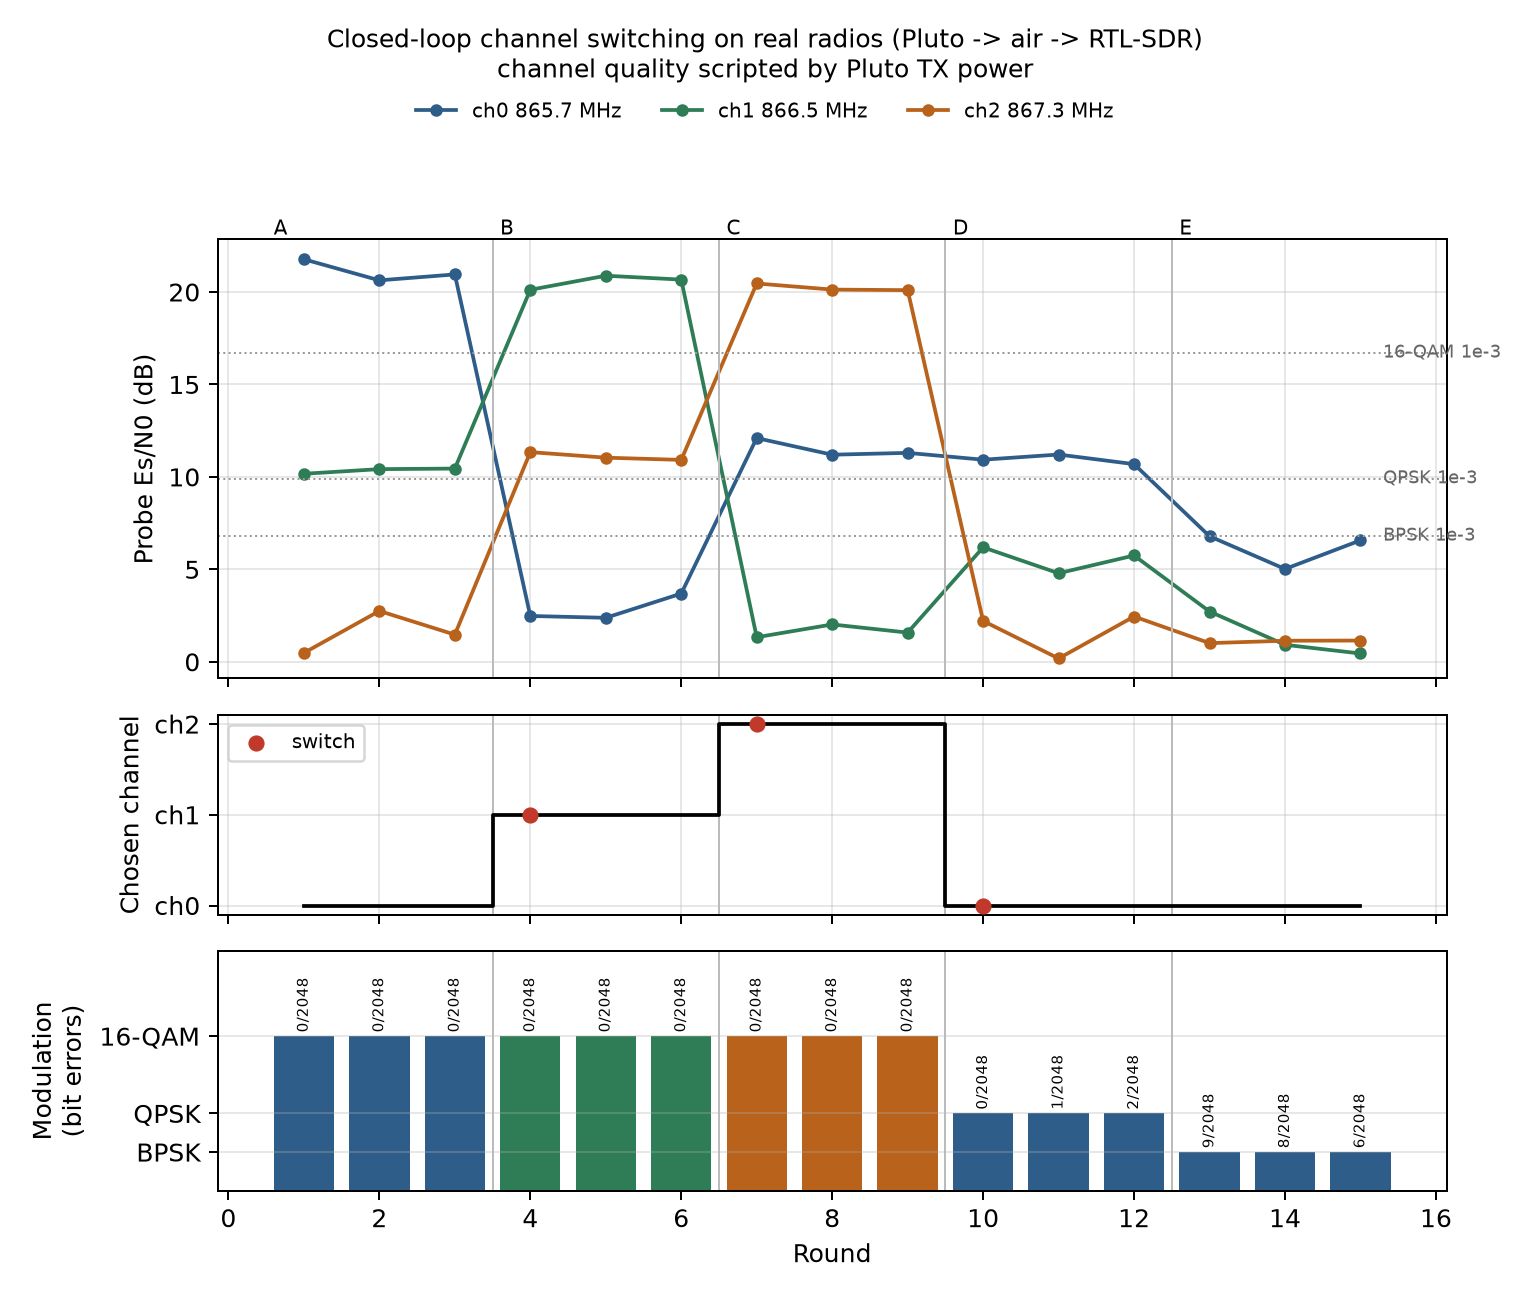 Closed-loop channel switching on real radios (Pluto -> air -> RTL-SDR)
channel quality scripted by Pluto TX power
ch0 865.7 MHz ch1 866.5 MHz ch2 867.3 MHz
A B C D E
Probe Es/N0 (dB)
20
15
10
5
0
16-QAM 1e-3
QPSK 1e-3
BPSK 1e-3
Chosen channel
ch2
ch1
ch0
switch
Modulation
(bit errors)
16-QAM
QPSK
BPSK
0/2048 0/2048 0/2048 0/2048 0/2048 0/2048 0/2048 0/2048 0/2048 0/2048 1/2048 2/2048 9/2048 8/2048 6/2048
0 2 4 6 8 10 12 14 16
Round